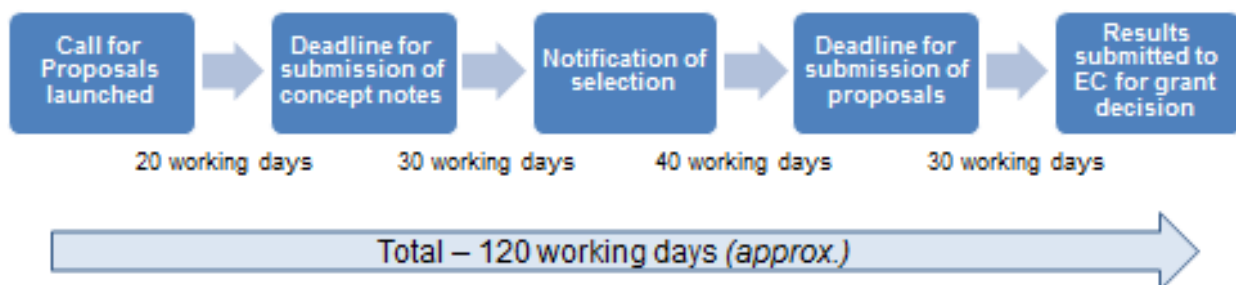 Call for
Proposals
launched
Deadline for
submission of
concept notes
Notification of
selection
Deadline for
submission of
proposals
Results
submitted to
EC for grant
decision
20 working days
30 working days
40 working days
30 working days
Total – 120 working days (approx.)